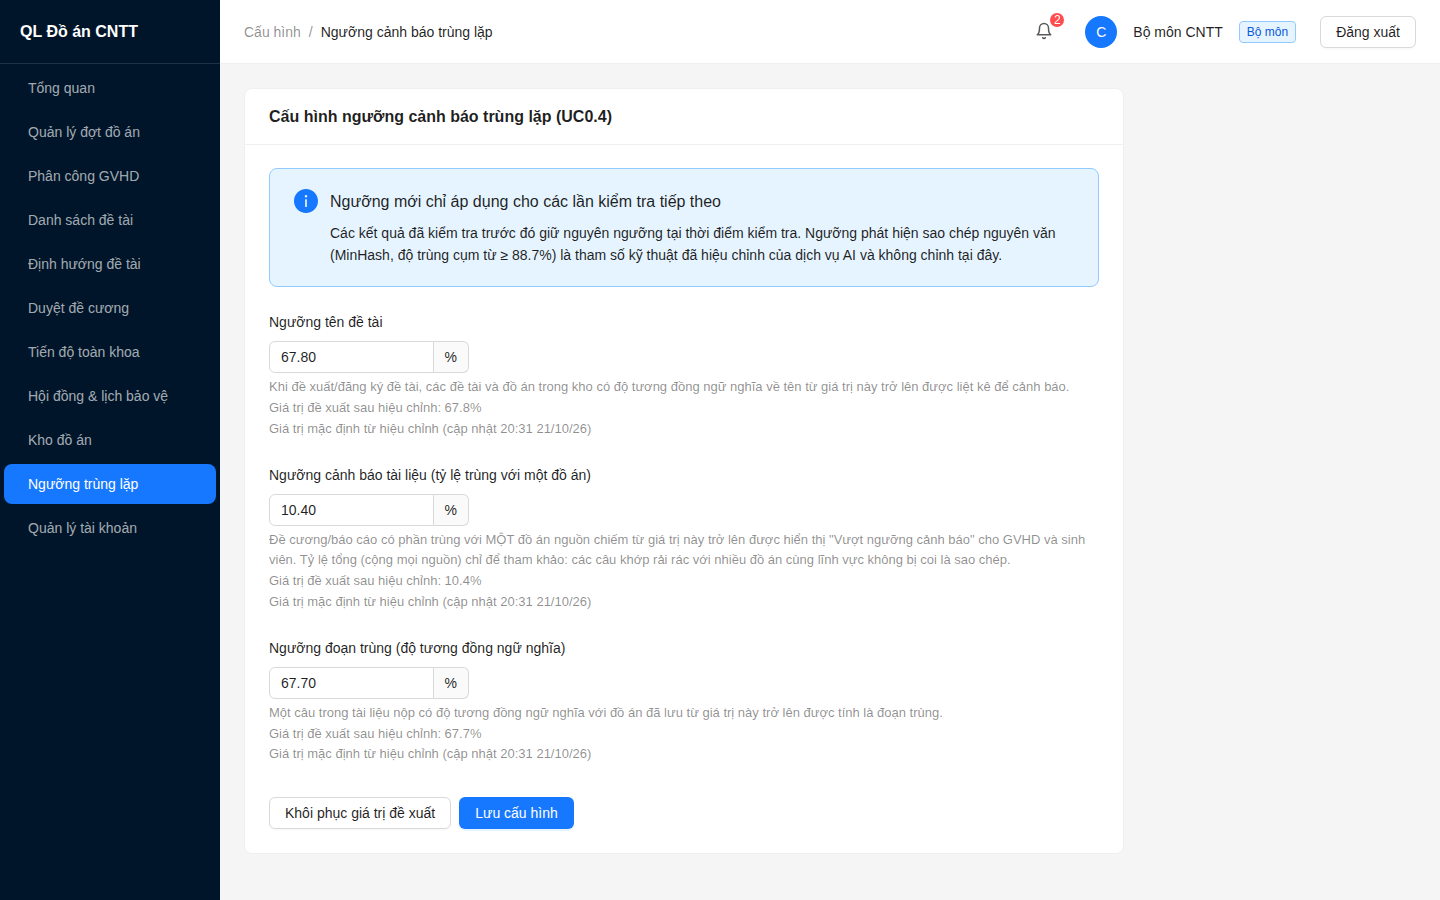 QL Đồ án CNTT
Cấu hình / Ngưỡng cảnh báo trùng lặp
2
C
Bộ môn CNTT
Bộ môn
Đăng xuất
Tổng quan
Quản lý đợt đồ án
Phân công GVHD
Danh sách đề tài
Định hướng đề tài
Duyệt đề cương
Tiến độ toàn khoa
Hội đồng & lịch bảo vệ
Kho đồ án
Ngưỡng trùng lặp
Quản lý tài khoản
Cấu hình ngưỡng cảnh báo trùng lặp (UC0.4)
Ngưỡng mới chỉ áp dụng cho các lần kiểm tra tiếp theo
Các kết quả đã kiểm tra trước đó giữ nguyên ngưỡng tại thời điểm kiểm tra. Ngưỡng phát hiện sao chép nguyên văn
(MinHash, độ trùng cụm từ ≥ 88.7%) là tham số kỹ thuật đã hiệu chỉnh của dịch vụ AI và không chỉnh tại đây.
Ngưỡng tên đề tài
67.80 %
Khi đề xuất/đăng ký đề tài, các đề tài và đồ án trong kho có độ tương đồng ngữ nghĩa về tên từ giá trị này trở lên được liệt kê để cảnh báo.
Giá trị đề xuất sau hiệu chỉnh: 67.8%
Giá trị mặc định từ hiệu chỉnh (cập nhật 20:31 21/10/26)
Ngưỡng cảnh báo tài liệu (tỷ lệ trùng với một đồ án)
10.40 %
Đề cương/báo cáo có phần trùng với MỘT đồ án nguồn chiếm từ giá trị này trở lên được hiển thị "Vượt ngưỡng cảnh báo" cho GVHD và sinh
viên. Tỷ lệ tổng (cộng mọi nguồn) chỉ để tham khảo: các câu khớp rải rác với nhiều đồ án cùng lĩnh vực không bị coi là sao chép.
Giá trị đề xuất sau hiệu chỉnh: 10.4%
Giá trị mặc định từ hiệu chỉnh (cập nhật 20:31 21/10/26)
Ngưỡng đoạn trùng (độ tương đồng ngữ nghĩa)
67.70 %
Một câu trong tài liệu nộp có độ tương đồng ngữ nghĩa với đồ án đã lưu từ giá trị này trở lên được tính là đoạn trùng.
Giá trị đề xuất sau hiệu chỉnh: 67.7%
Giá trị mặc định từ hiệu chỉnh (cập nhật 20:31 21/10/26)
Khôi phục giá trị đề xuất
Lưu cấu hình